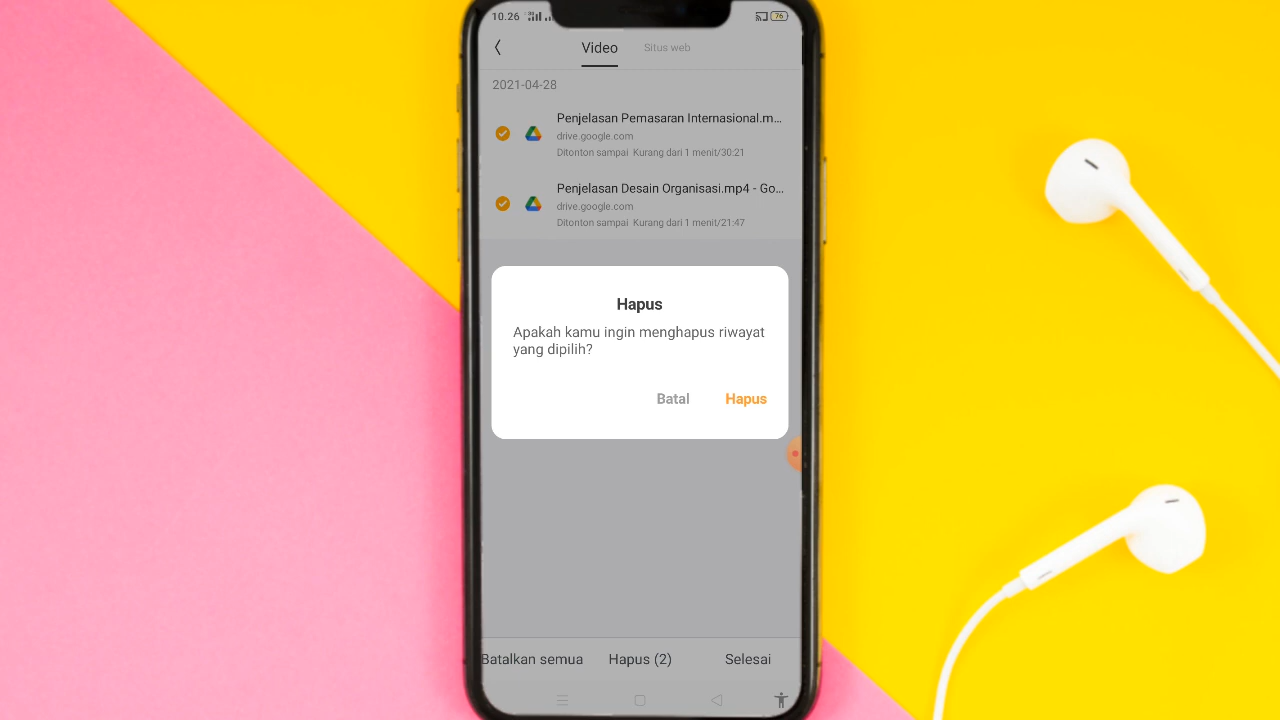 10.26
76
Video
Situs web
2021-04-28
Penjelasan Pemasaran Internasional.m...
drive.google.com
Ditonton sampai Kurang dari 1 menit/30:21
Penjelasan Desain Organisasi.mp4 - Go...
drive.google.com
Ditonton sampai Kurang dari 1 menit/21:47
Hapus
Apakah kamu ingin menghapus riwayat
yang dipilih?
Batal
Hapus
Batalkan semua
Hapus (2)
Selesai